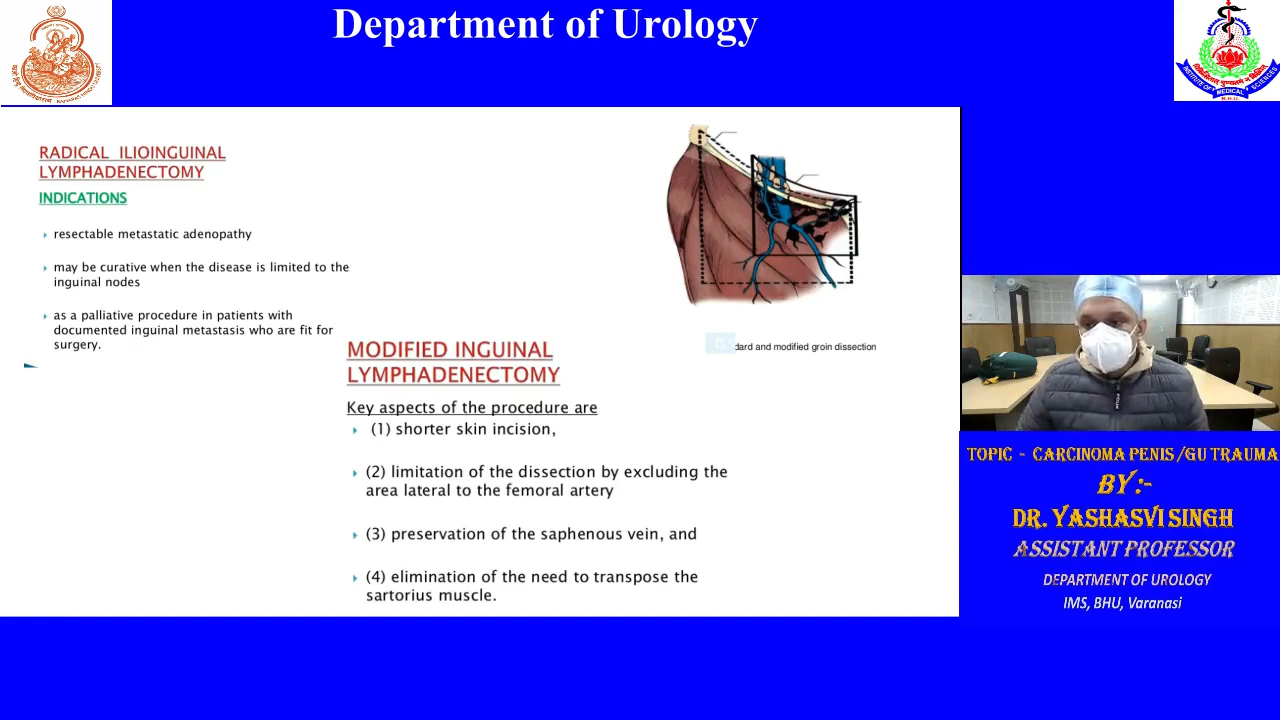 Department of Urology
INSTITUTE OF MEDICAL SCIENCES
B.H.U.
RADICAL ILIOINGUINAL
LYMPHADENECTOMY
INDICATIONS
resectable metastatic adenopathy
may be curative when the disease is limited to the
inguinal nodes
as a palliative procedure in patients with
documented inguinal metastasis who are fit for
surgery.
dard and modified groin dissection
MODIFIED INGUINAL
LYMPHADENECTOMY
Key aspects of the procedure are
(1) shorter skin incision,
(2) limitation of the dissection by excluding the
area lateral to the femoral artery
(3) preservation of the saphenous vein, and
(4) elimination of the need to transpose the
sartorius muscle.
TOPIC - CARCINOMA PENIS /GU TRAUMA
BY:-
DR. YASHASVI SINGH
ASSISTANT PROFESSOR
DEPARTMENT OF UROLOGY
IMS, BHU, Varanasi